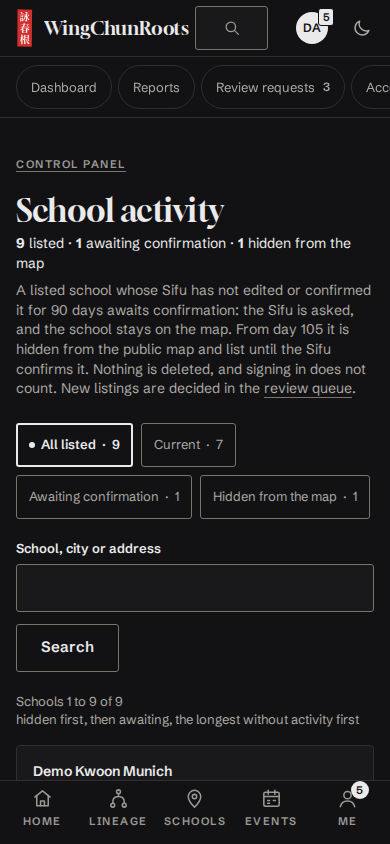 詠春根
WingChunRoots
DA
5
Dashboard
Reports
Review requests 3
Acc
CONTROL PANEL
School activity
9 listed · 1 awaiting confirmation · 1 hidden from the
map
A listed school whose Sifu has not edited or confirmed
it for 90 days awaits confirmation: the Sifu is asked,
and the school stays on the map. From day 105 it is
hidden from the public map and list until the Sifu
confirms it. Nothing is deleted, and signing in does not
count. New listings are decided in the review queue.
All listed · 9
Current · 7
Awaiting confirmation · 1
Hidden from the map · 1
School, city or address
Search
Schools 1 to 9 of 9
hidden first, then awaiting, the longest without activity first
Demo Kwoon Munich
5
HOME
LINEAGE
SCHOOLS
EVENTS
ME